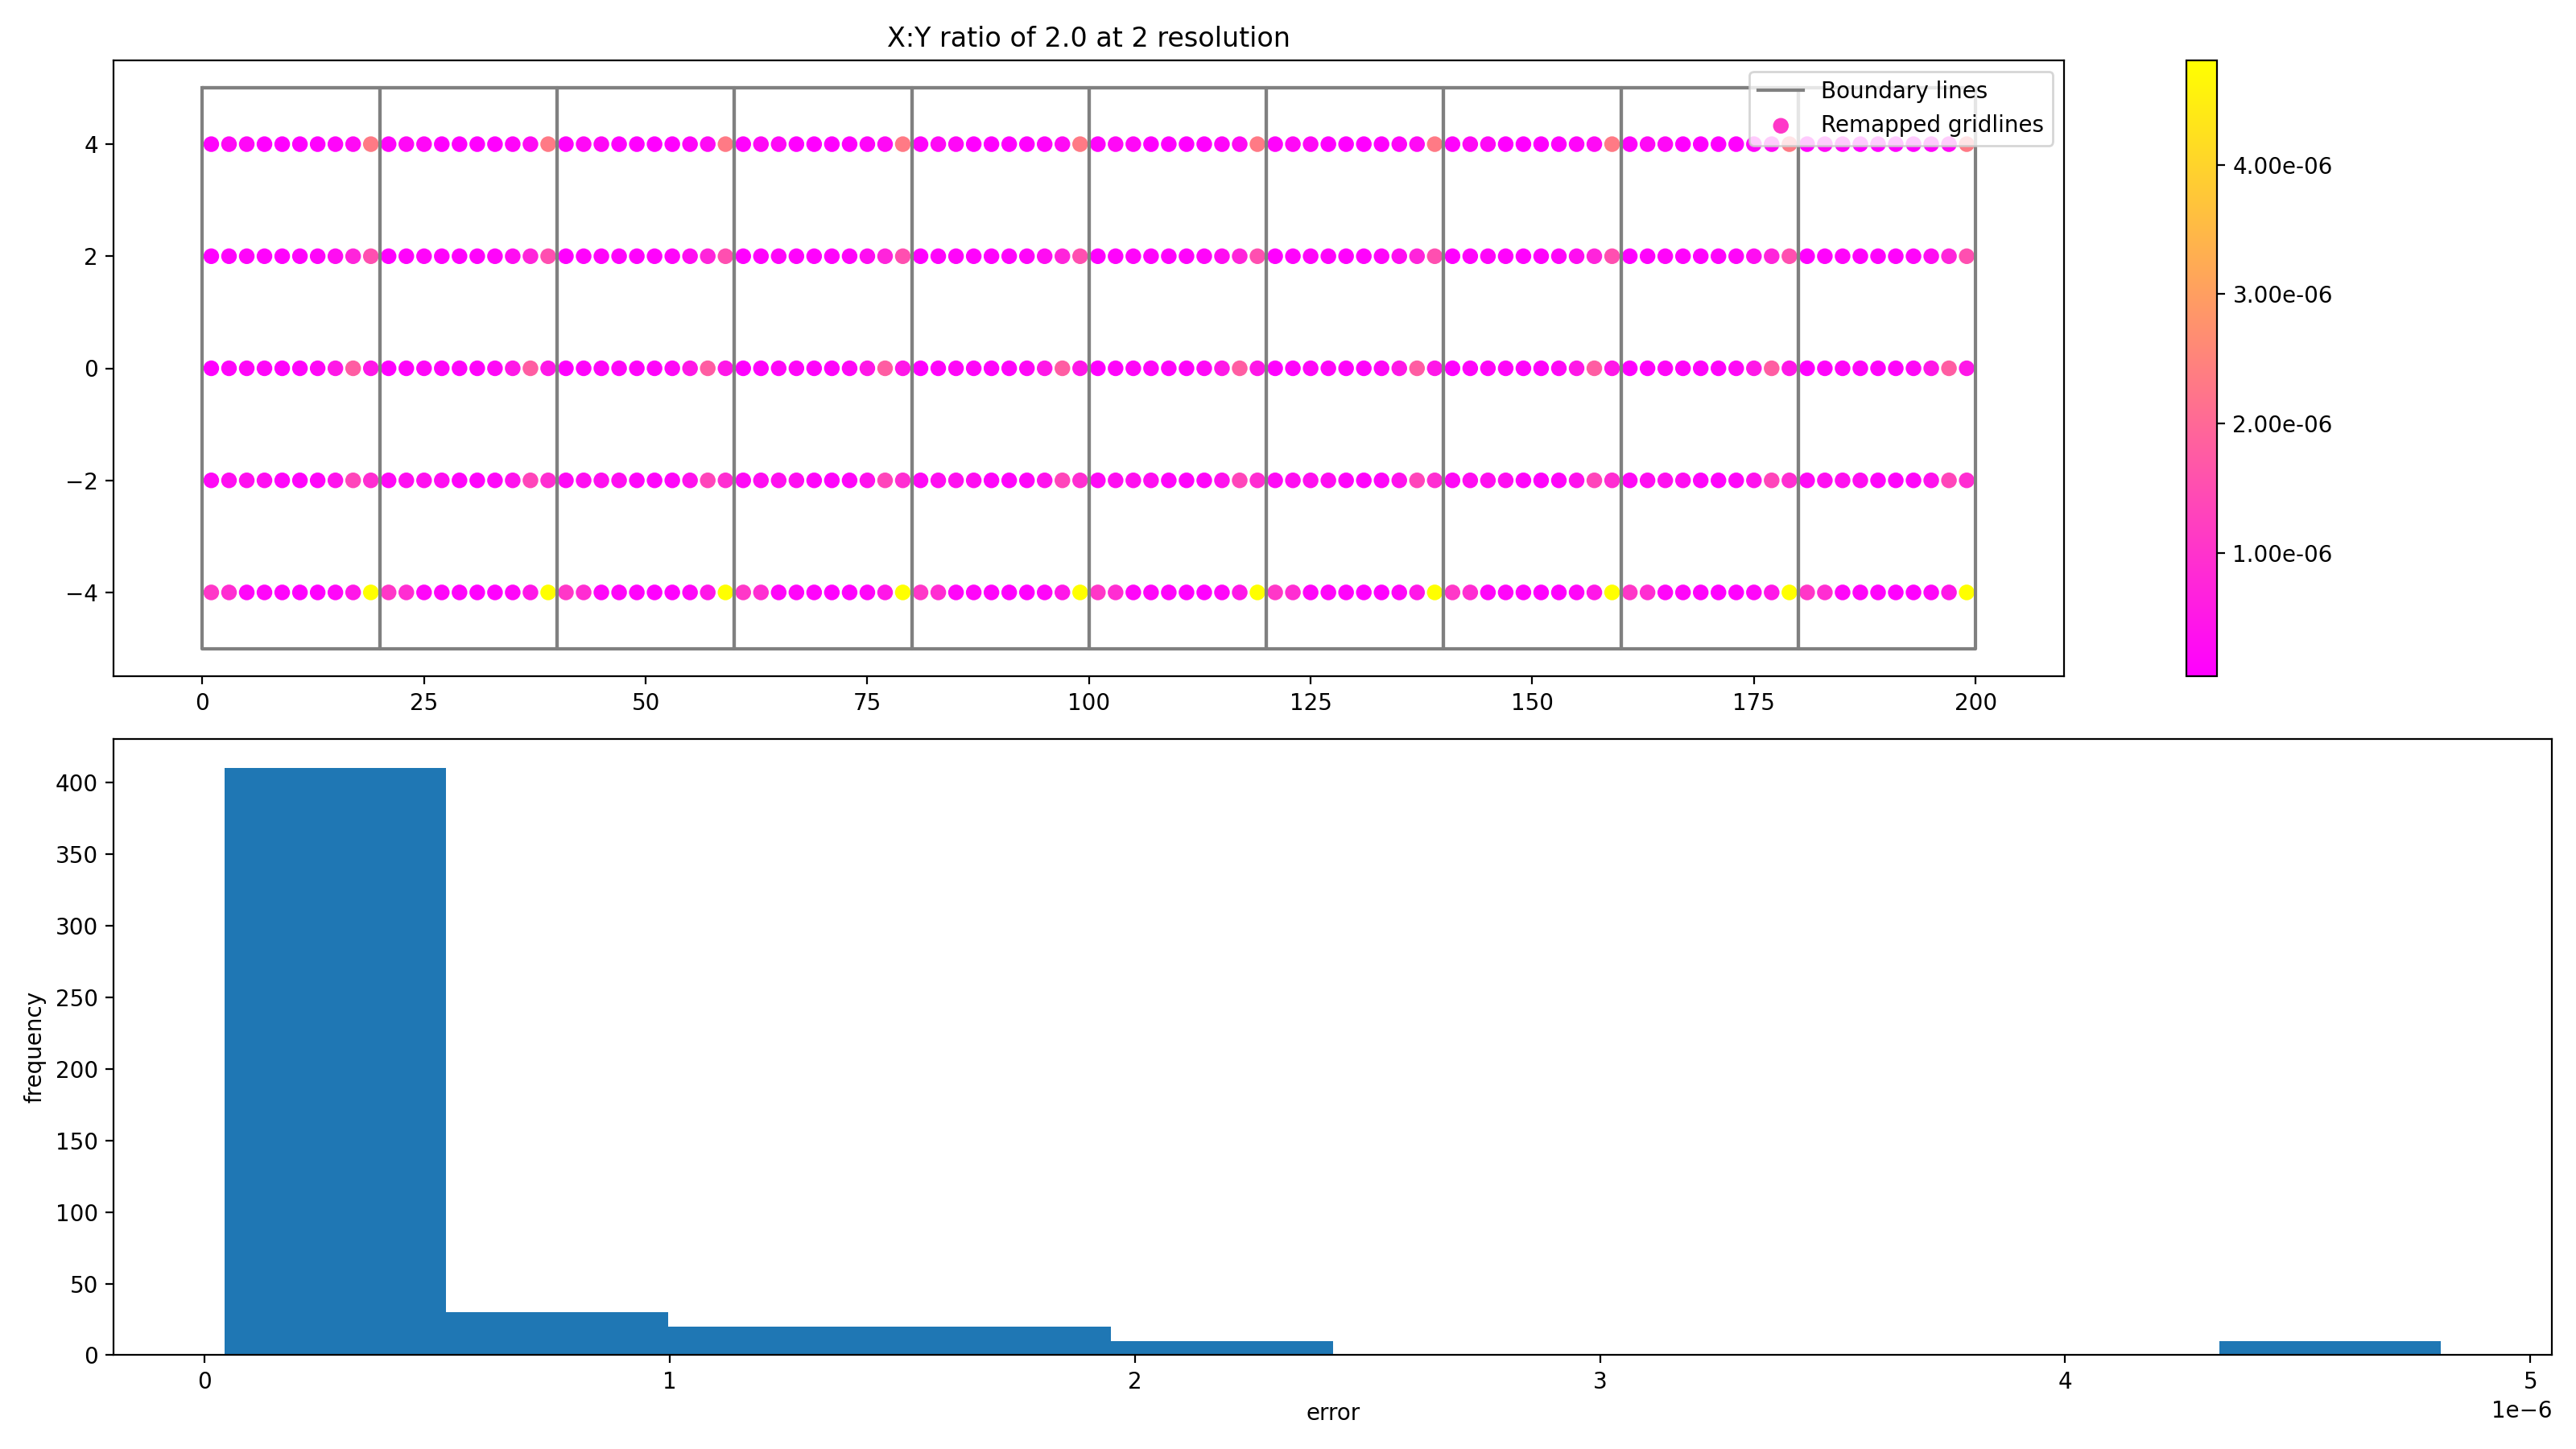 X:Y ratio of 2.0 at 2 resolution
Boundary lines
Remapped gridlines
4
2
0
−2
−4
0 25 50 75 100 125 150 175 200
4.00e-06
3.00e-06
2.00e-06
1.00e-06
400
350
300
250
200
150
100
50
0
frequency
0 1 2 3 4 5
error
1e−6